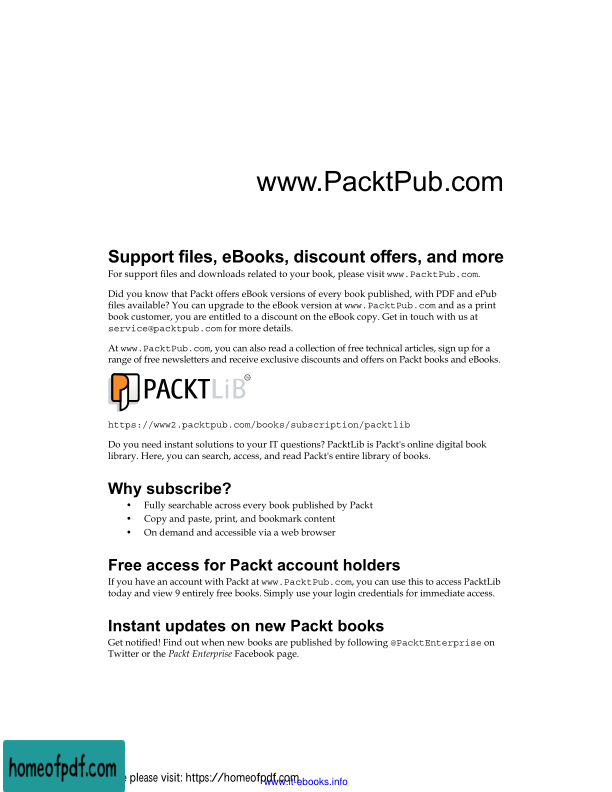 www.PacktPub.com
Support files, eBooks, discount offers, and more
For support files and downloads related to your book, please visit www.PacktPub.com.
Did you know that Packt offers eBook versions of every book published, with PDF and ePub
files available? You can upgrade to the eBook version at www.PacktPub.com and as a print
book customer, you are entitled to a discount on the eBook copy. Get in touch with us at
service@packtpub.com for more details.
At www.PacktPub.com, you can also read a collection of free technical articles, sign up for a
range of free newsletters and receive exclusive discounts and offers on Packt books and eBooks.
PACKTLiB
https://www2.packtpub.com/books/subscription/packtlib
Do you need instant solutions to your IT questions? PacktLib is Packt's online digital book
library. Here, you can search, access, and read Packt's entire library of books.
Why subscribe?
• Fully searchable across every book published by Packt
• Copy and paste, print, and bookmark content
• On demand and accessible via a web browser
Free access for Packt account holders
If you have an account with Packt at www.PacktPub.com, you can use this to access PacktLib
today and view 9 entirely free books. Simply use your login credentials for immediate access.
Instant updates on new Packt books
Get notified! Find out when new books are published by following @PacktEnterprise on
Twitter or the Packt Enterprise Facebook page.
homeofpdf.com
please visit: https://homeofpdf.com
www.it-ebooks.info